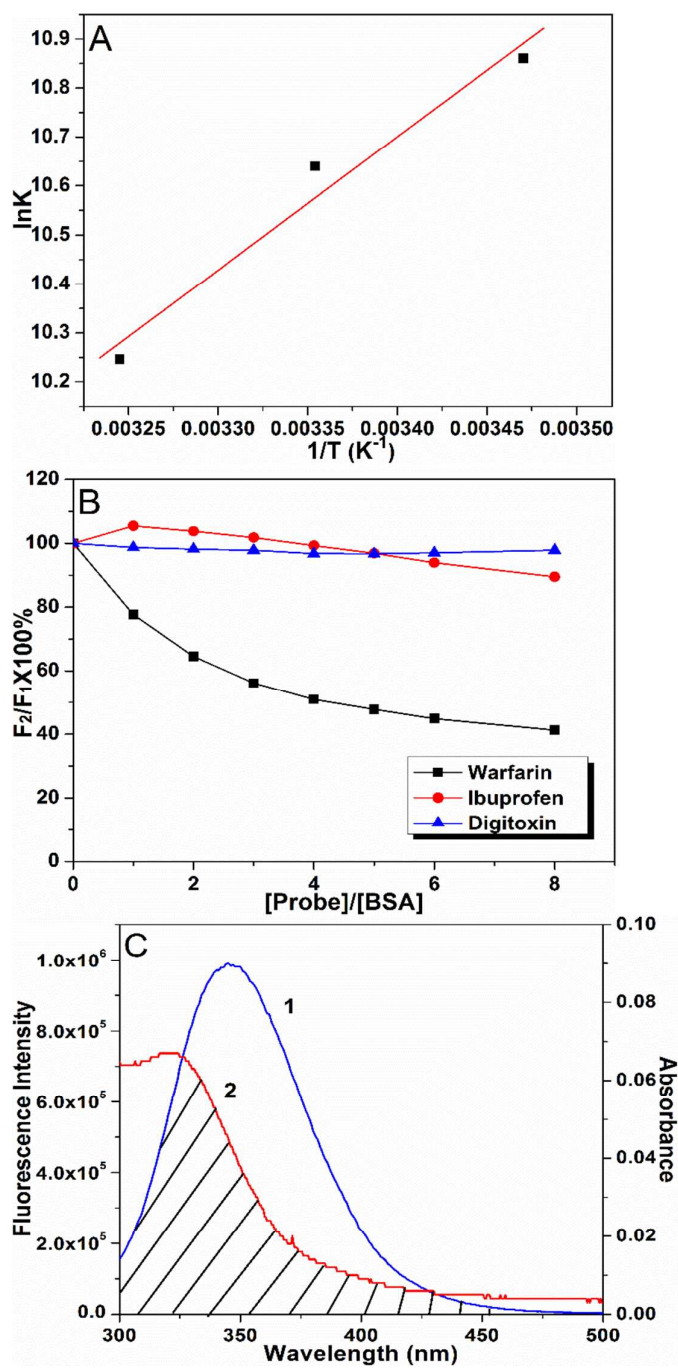 A
10.9
10.8
10.7
10.6
10.5
10.4
10.3
10.2
lnK
0.00325 0.00330 0.00335 0.00340 0.00345 0.00350
1/T (K⁻¹)
B
120
100
80
60
40
20
0
F₂/F₁X100%
Warfarin
Ibuprofen
Digitoxin
0 2 4 6 8
[Probe]/[BSA]
C
1.0x10⁶
8.0x10⁵
6.0x10⁵
4.0x10⁵
2.0x10⁵
0.0
Fluorescence Intensity
1
2
0.10
0.08
0.06
0.04
0.02
0.00
Absorbance
300 350 400 450 500
Wavelength (nm)